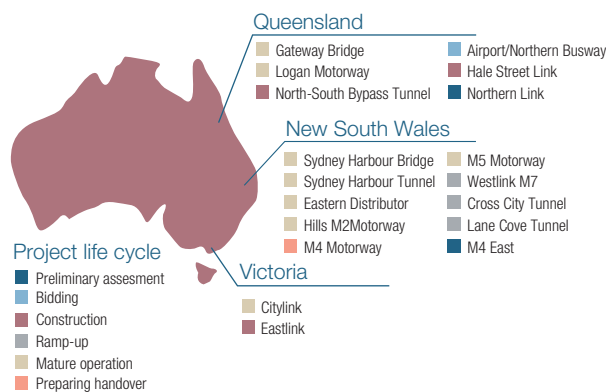 Queensland
Gateway Bridge
Logan Motorway
North-South Bypass Tunnel
Airport/Northern Busway
Hale Street Link
Northern Link
New South Wales
Sydney Harbour Bridge
Sydney Harbour Tunnel
Eastern Distributor
Hills M2Motorway
M4 Motorway
M5 Motorway
Westlink M7
Cross City Tunnel
Lane Cove Tunnel
M4 East
Victoria
Citylink
Eastlink
Project life cycle
Preliminary assesment
Bidding
Construction
Ramp-up
Mature operation
Preparing handover